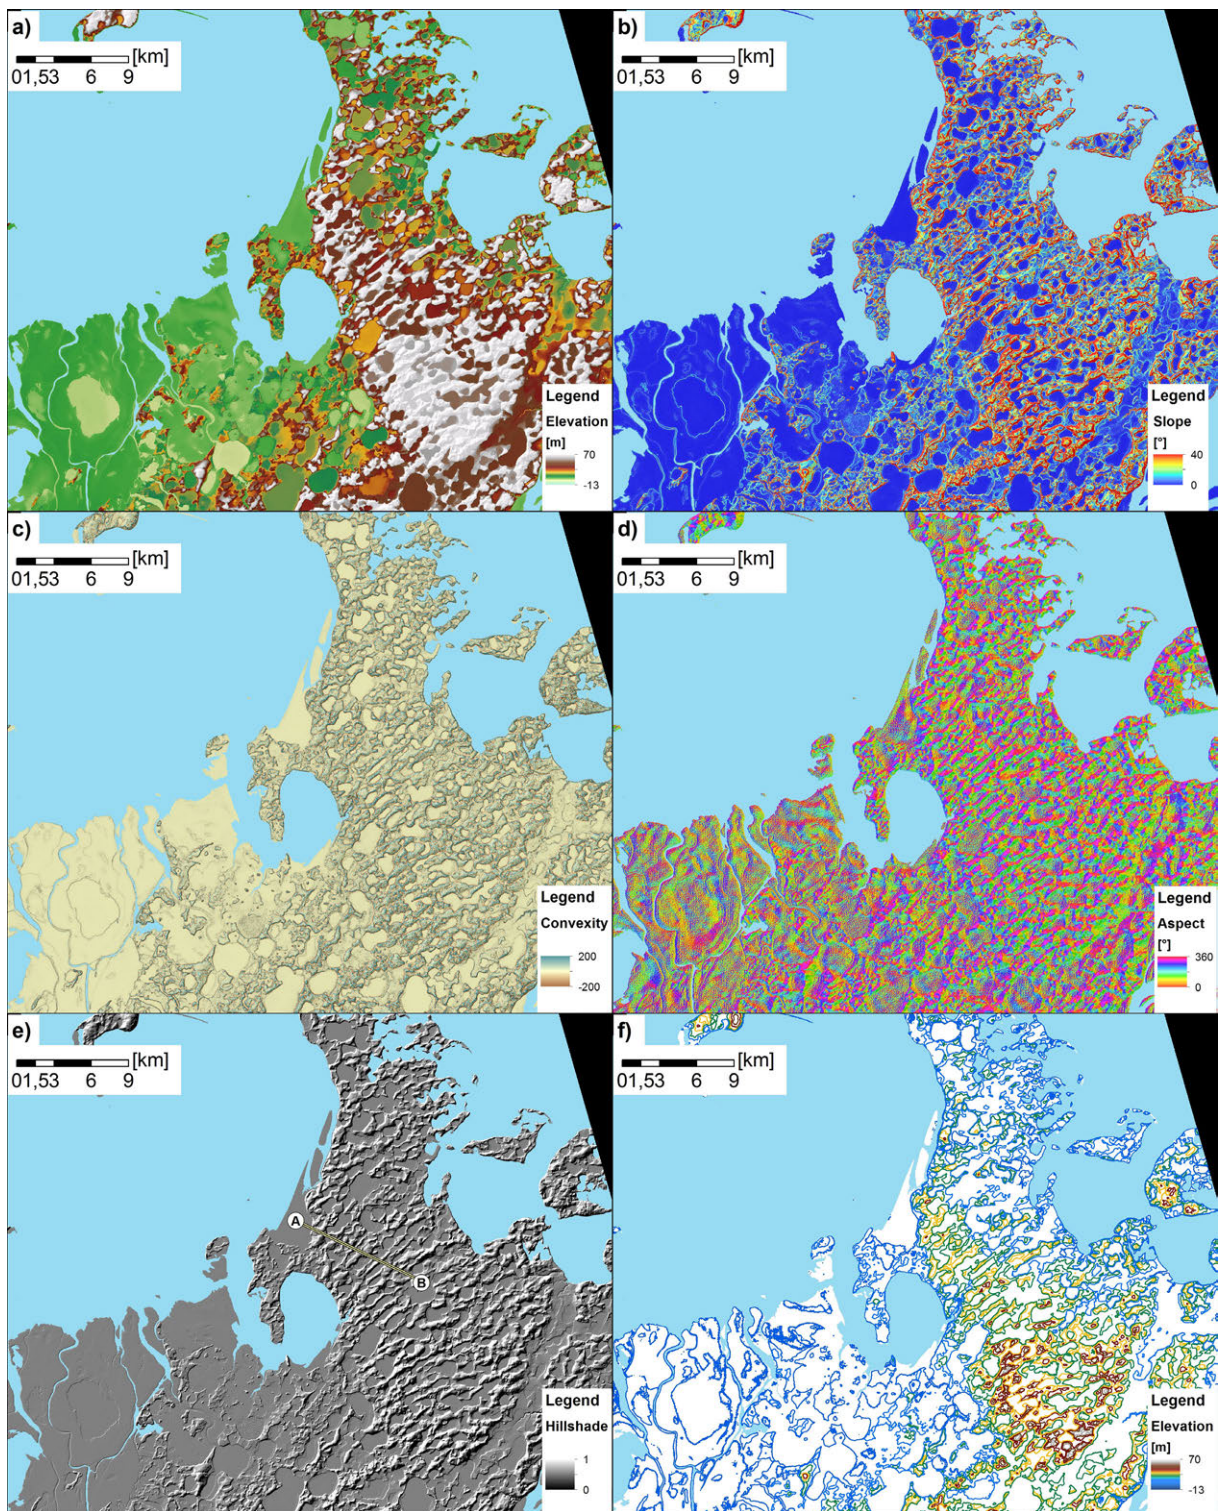 a)
[km]
01,53 6 9
Legend
Elevation
[m]
70
-13
b)
[km]
01,53 6 9
Legend
Slope
[°]
40
0
c)
[km]
01,53 6 9
Legend
Convexity
200
-200
d)
[km]
01,53 6 9
Legend
Aspect
[°]
360
0
e)
[km]
01,53 6 9
A
B
Legend
Hillshade
1
0
f)
[km]
01,53 6 9
Legend
Elevation
[m]
70
-13